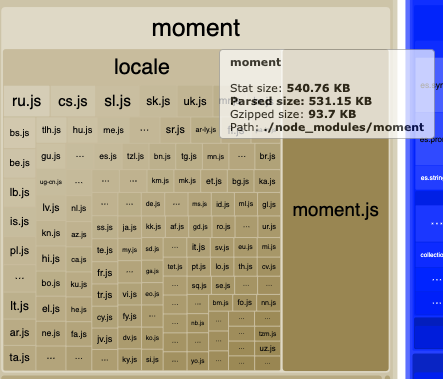 moment
locale
moment
Stat size: 540.76 KB
Parsed size: 531.15 KB
Gzipped size: 93.7 KB
Path: ./node_modules/moment
ru.js cs.js sl.js sk.js uk.js
bs.js tlh.js hu.js me.js ... sr.js ar-ly.js
be.js gu.js ... es.js tzl.js bn.js tg.js mn.js ... br.js
lb.js ug-cn.js ... ... ... km.js mk.js et.js bg.js ka.js
is.js lv.js nl.js ... ... de.js ... ms.js id.js ml.js gl.js
moment.js
pl.js kn.js az.js ss.js ja.js kk.js af.js gd.js ro.js ... ur.js
... hi.js ca.js te.js my.js sd.js ... it.js sv.js eu.js mi.js
lt.js bo.js ku.js fr.js ... tet.js pt.js lo.js th.js cv.js
ar.js el.js he.js tr.js vi.js eo.js ... sq.js se.js ... ...
ta.js ne.js fa.js cy.js fy.js ... ... bm.js fo.js nn.js
... ... jv.js dv.js ko.js ... nb.js ... ... ...
... ky.js si.js ... yo.js ... ... tzm.js
uz.js
es.string
...
...
...